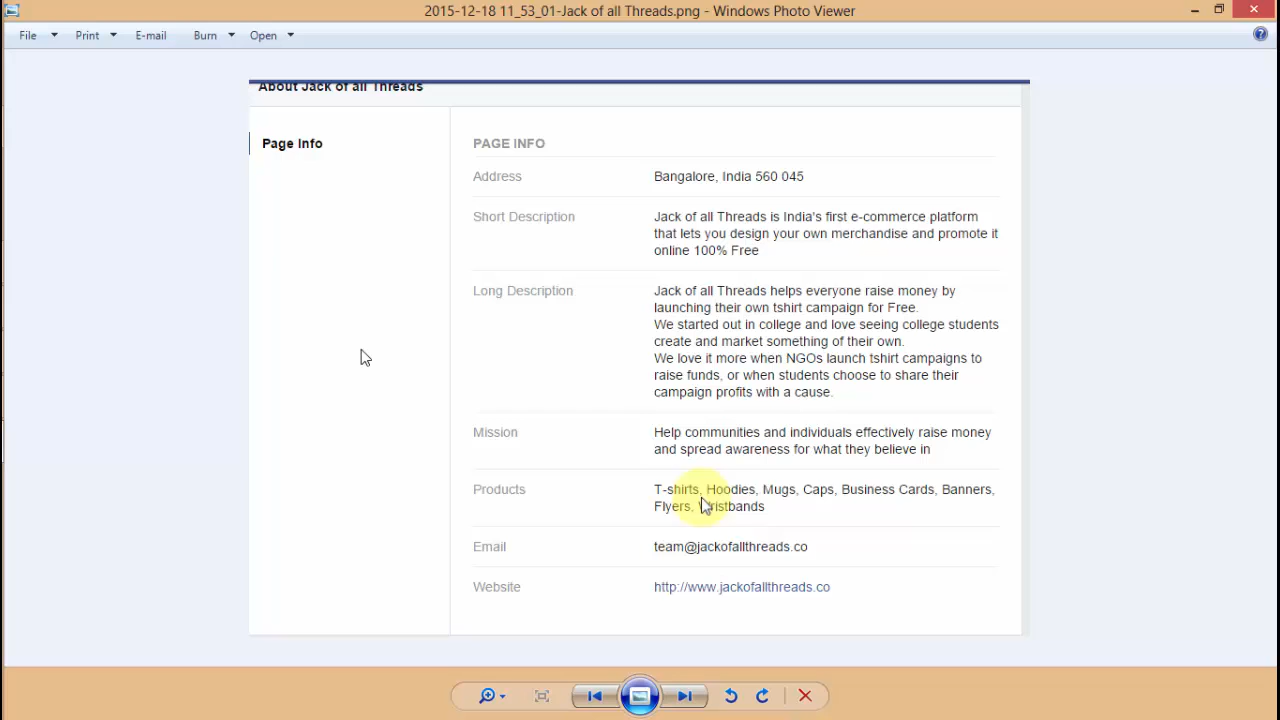 2015-12-18 11_53_01-Jack of all Threads.png - Windows Photo Viewer
File Print E-mail Burn Open
About Jack of all Threads
Page Info
PAGE INFO
Address Bangalore, India 560 045
Short Description Jack of all Threads is India's first e-commerce platform
that lets you design your own merchandise and promote it
online 100% Free
Long Description Jack of all Threads helps everyone raise money by
launching their own tshirt campaign for Free.
We started out in college and love seeing college students
create and market something of their own.
We love it more when NGOs launch tshirt campaigns to
raise funds, or when students choose to share their
campaign profits with a cause.
Mission Help communities and individuals effectively raise money
and spread awareness for what they believe in
Products T-shirts, Hoodies, Mugs, Caps, Business Cards, Banners,
Flyers, Wristbands
Email team@jackofallthreads.co
Website http://www.jackofallthreads.co